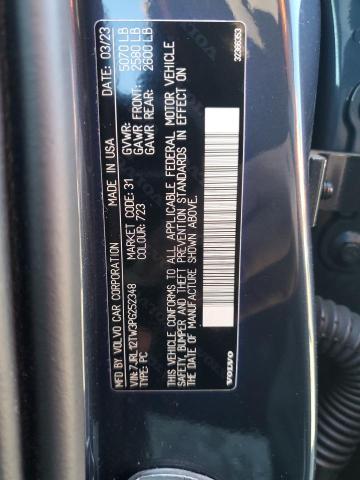 MFD BY VOLVO CAR CORPORATION MADE IN USA DATE: 03/23
GVWR: 5070 LB
GAWR FRONT: 2580 LB
GAWR REAR: 2600 LB
VIN: 7JRL12TW3PG252348 MARKET CODE: 31
TYPE: PC COLOUR: 723
THIS VEHICLE CONFORMS TO ALL APPLICABLE FEDERAL MOTOR VEHICLE
SAFETY, BUMPER, AND THEFT PREVENTION STANDARDS IN EFFECT ON
THE DATE OF MANUFACTURE SHOWN ABOVE.
VOLVO